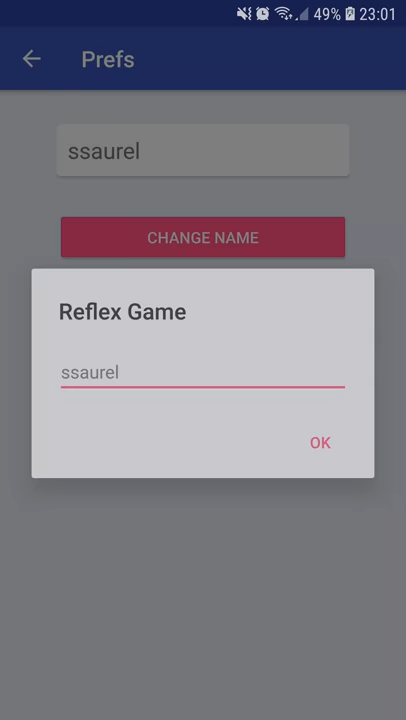 49% 23:01
Prefs
ssaurel
CHANGE NAME
Reflex Game
ssaurel
OK